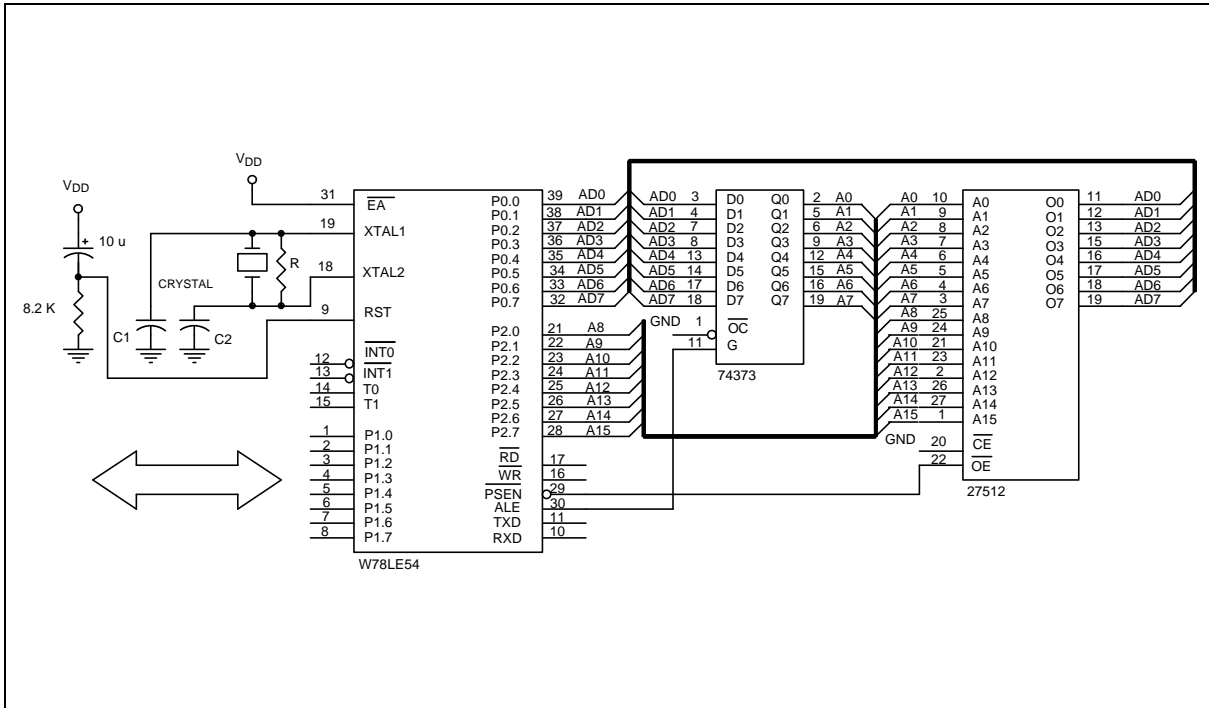 VDD
VDD
10 u
8.2 K
CRYSTAL
R
C1
C2
31
19
18
9
12
13
14
15
1
2
3
4
5
6
7
8
EA
XTAL1
XTAL2
RST
INT0
INT1
T0
T1
P1.0
P1.1
P1.2
P1.3
P1.4
P1.5
P1.6
P1.7
P0.0 39 AD0
P0.1 38 AD1
P0.2 37 AD2
P0.3 36 AD3
P0.4 35 AD4
P0.5 34 AD5
P0.6 33 AD6
P0.7 32 AD7
P2.0 21 A8
P2.1 22 A9
P2.2 23 A10
P2.3 24 A11
P2.4 25 A12
P2.5 26 A13
P2.6 27 A14
P2.7 28 A15
RD 17
WR 16
PSEN 29
ALE 30
TXD 11
RXD 10
W78LE54
AD0 3 D0 Q0 2 A0
AD1 4 D1 Q1 5 A1
AD2 7 D2 Q2 6 A2
AD3 8 D3 Q3 9 A3
AD4 13 D4 Q4 12 A4
AD5 14 D5 Q5 15 A5
AD6 17 D6 Q6 16 A6
AD7 18 D7 Q7 19 A7
GND 1 OC
11 G
74373
A0 10 A0 O0 11 AD0
A1 9 A1 O1 12 AD1
A2 8 A2 O2 13 AD2
A3 7 A3 O3 15 AD3
A4 6 A4 O4 16 AD4
A5 5 A5 O5 17 AD5
A6 4 A6 O6 18 AD6
A7 3 A7 O7 19 AD7
A8 25 A8
A9 24 A9
A10 21 A10
A11 23 A11
A12 2 A12
A13 26 A13
A14 27 A14
A15 1 A15
GND 20 CE
22 OE
27512